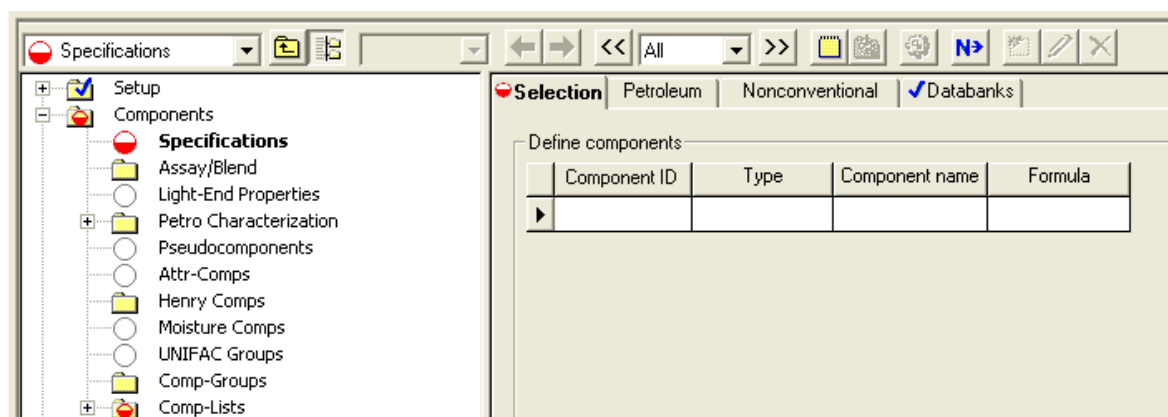 Specifications
<< All >> N>
Setup
Components
Specifications
Assay/Blend
Light-End Properties
Petro Characterization
Pseudocomponents
Attr-Comps
Henry Comps
Moisture Comps
UNIFAC Groups
Comp-Groups
Comp-Lists
Selection Petroleum Nonconventional Databanks
Define components
Component ID Type Component name Formula